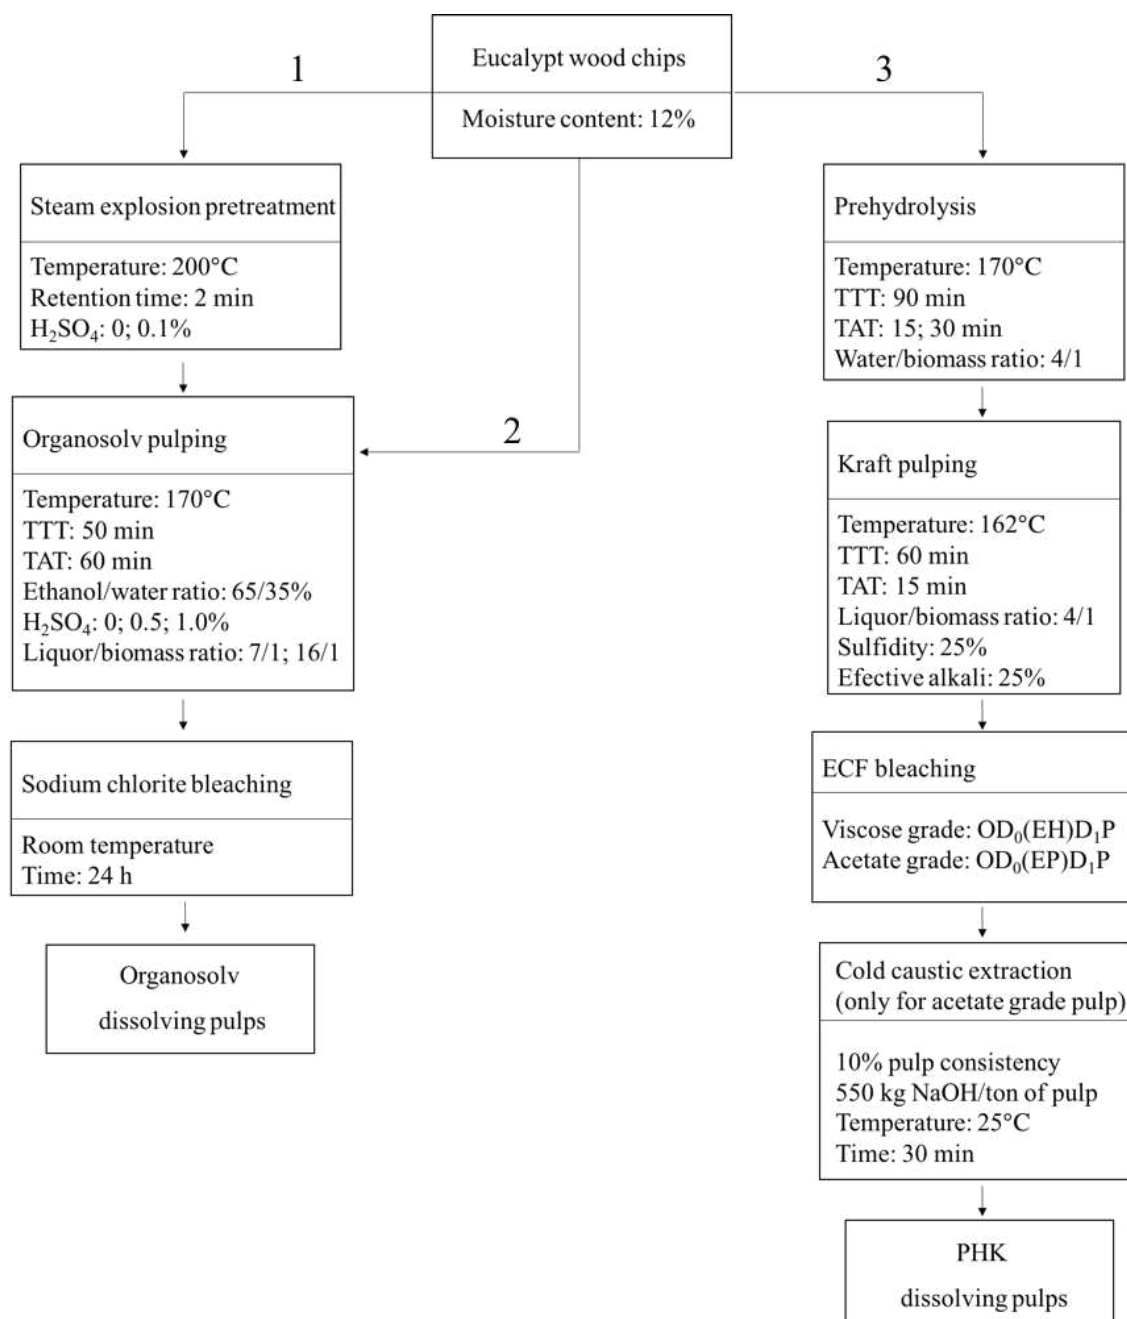 Eucalypt wood chips
Moisture content: 12%
1
Steam explosion pretreatment
Temperature: 200°C
Retention time: 2 min
H₂SO₄: 0; 0.1%
2
Organosolv pulping
Temperature: 170°C
TTT: 50 min
TAT: 60 min
Ethanol/water ratio: 65/35%
H₂SO₄: 0; 0.5; 1.0%
Liquor/biomass ratio: 7/1; 16/1
Sodium chlorite bleaching
Room temperature
Time: 24 h
Organosolv
dissolving pulps
3
Prehydrolysis
Temperature: 170°C
TTT: 90 min
TAT: 15; 30 min
Water/biomass ratio: 4/1
Kraft pulping
Temperature: 162°C
TTT: 60 min
TAT: 15 min
Liquor/biomass ratio: 4/1
Sulfidity: 25%
Efective alkali: 25%
ECF bleaching
Viscose grade: OD₀(EH)D₁P
Acetate grade: OD₀(EP)D₁P
Cold caustic extraction
(only for acetate grade pulp)
10% pulp consistency
550 kg NaOH/ton of pulp
Temperature: 25°C
Time: 30 min
PHK
dissolving pulps